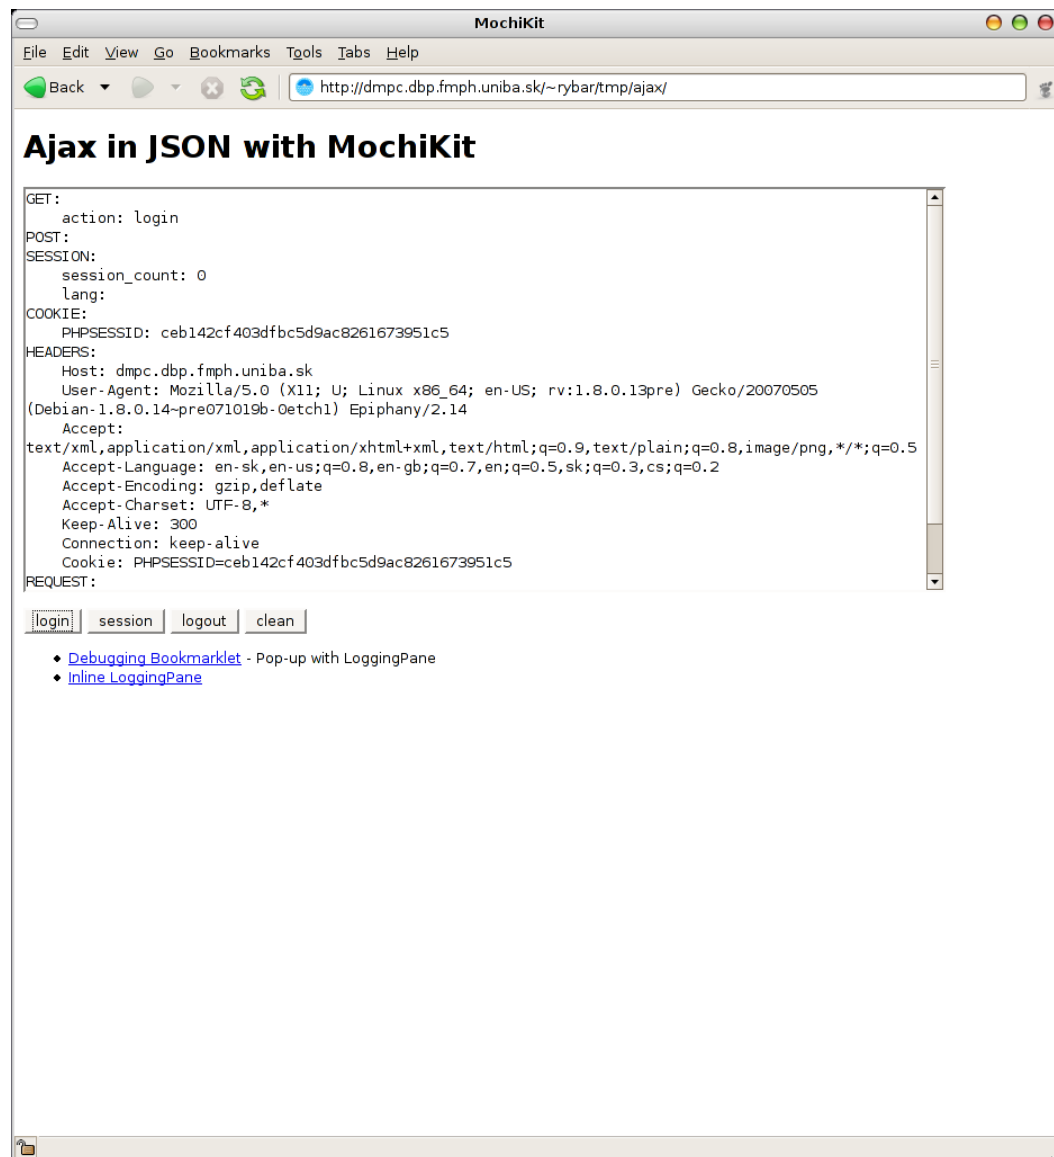 MochiKit
File Edit View Go Bookmarks Tools Tabs Help
Back http://dmpc.dbp.fmph.uniba.sk/~rybar/tmp/ajax/
Ajax in JSON with MochiKit
GET:
action: login
POST:
SESSION:
session_count: 0
lang:
COOKIE:
PHPSESSID: ceb142cf403dfbc5d9ac8261673951c5
HEADERS:
Host: dmpc.dbp.fmph.uniba.sk
User-Agent: Mozilla/5.0 (X11; U; Linux x86_64; en-US; rv:1.8.0.13pre) Gecko/20070505
(Debian-1.8.0.14~pre071019b-0etch1) Epiphany/2.14
Accept:
text/xml,application/xml,application/xhtml+xml,text/html;q=0.9,text/plain;q=0.8,image/png,*/*;q=0.5
Accept-Language: en-sk,en-us;q=0.8,en-gb;q=0.7,en;q=0.5,sk;q=0.3,cs;q=0.2
Accept-Encoding: gzip,deflate
Accept-Charset: UTF-8,*
Keep-Alive: 300
Connection: keep-alive
Cookie: PHPSESSID=ceb142cf403dfbc5d9ac8261673951c5
REQUEST:
login session logout clean
Debugging Bookmarklet - Pop-up with LoggingPane
Inline LoggingPane